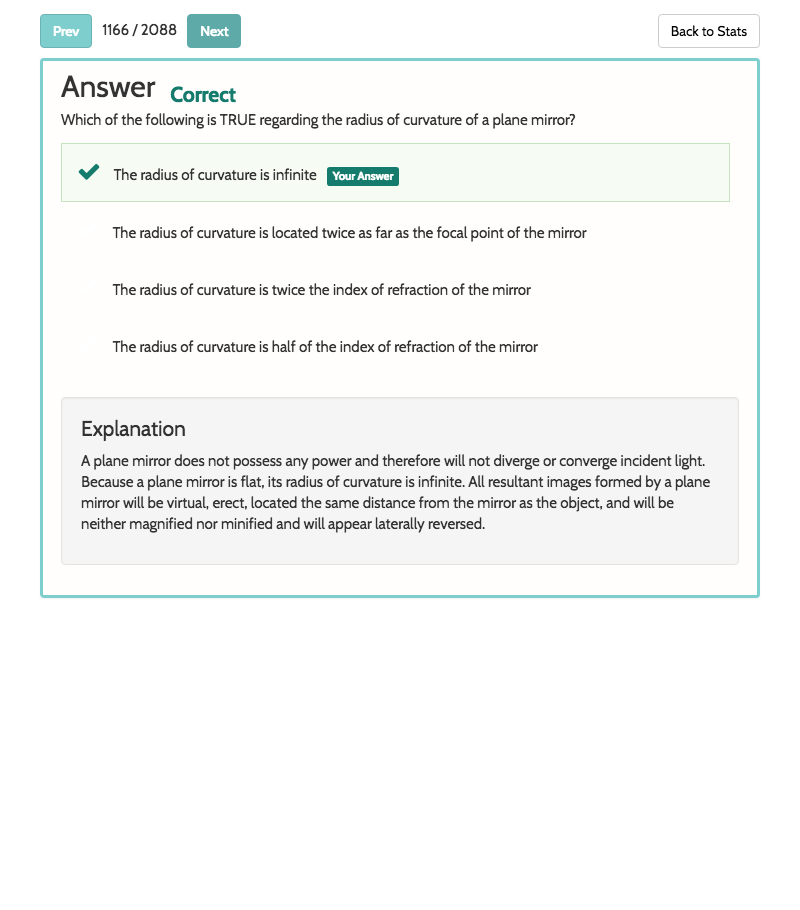 Prev 1166 / 2088 Next Back to Stats
Answer Correct
Which of the following is TRUE regarding the radius of curvature of a plane mirror?
The radius of curvature is infinite Your Answer
The radius of curvature is located twice as far as the focal point of the mirror
The radius of curvature is twice the index of refraction of the mirror
The radius of curvature is half of the index of refraction of the mirror
Explanation
A plane mirror does not possess any power and therefore will not diverge or converge incident light.
Because a plane mirror is flat, its radius of curvature is infinite. All resultant images formed by a plane
mirror will be virtual, erect, located the same distance from the mirror as the object, and will be
neither magnified nor minified and will appear laterally reversed.